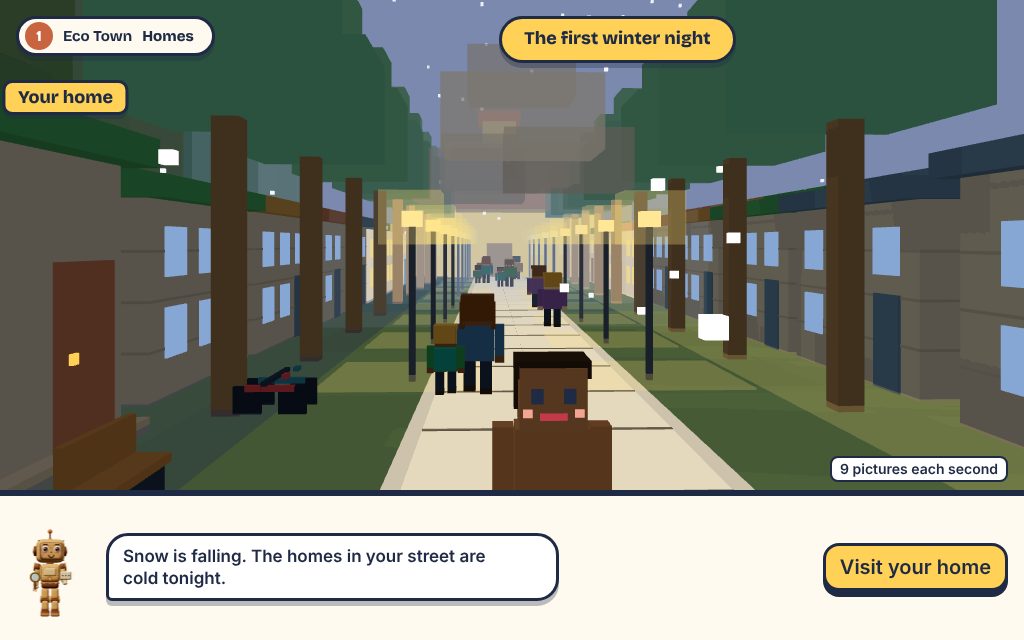 1 Eco Town Homes
The first winter night
Your home
9 pictures each second
Snow is falling. The homes in your street are
cold tonight.
Visit your home